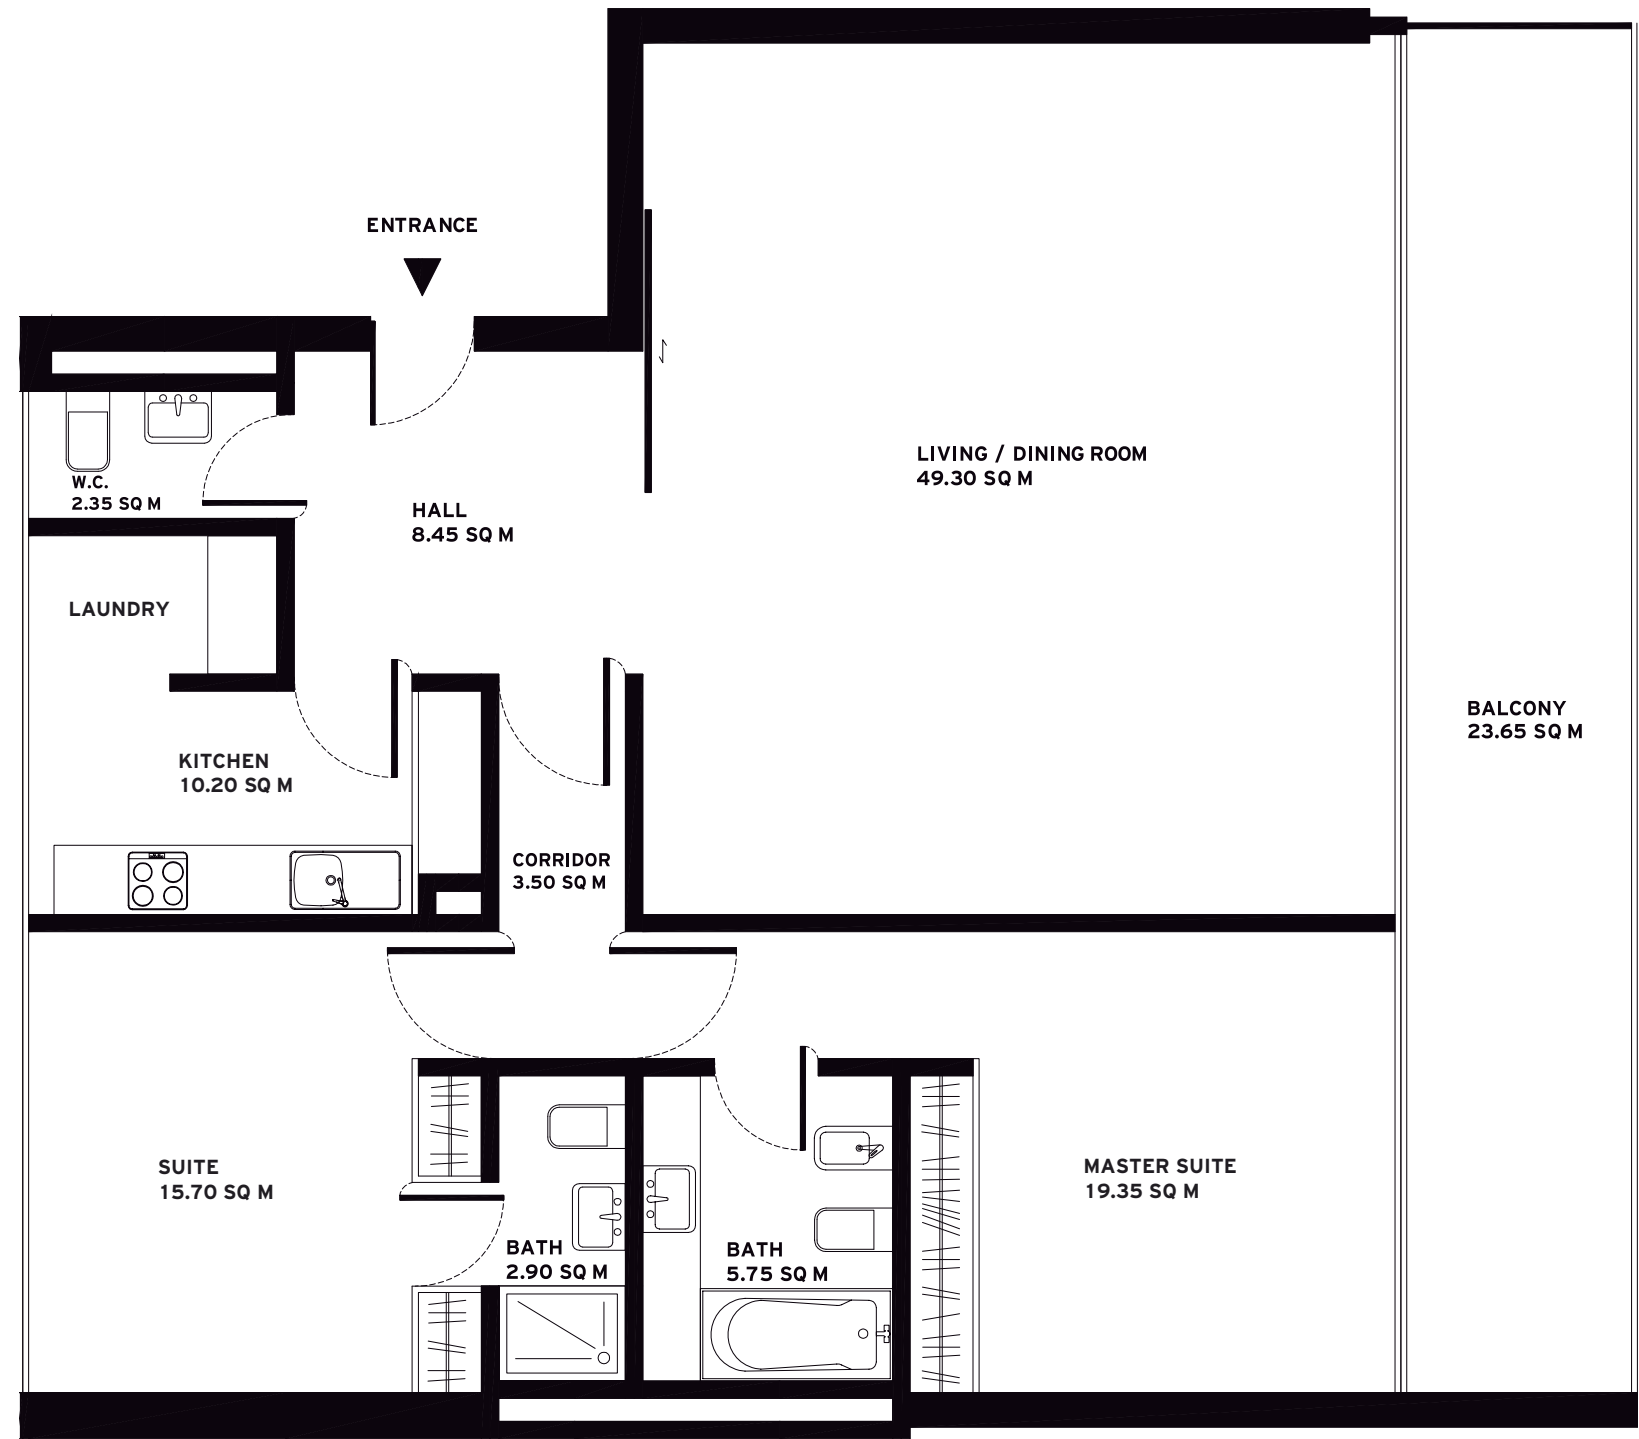 ENTRANCE
LIVING / DINING ROOM
49.30 SQ M
W.C.
2.35 SQ M
HALL
8.45 SQ M
LAUNDRY
BALCONY
23.65 SQ M
KITCHEN
10.20 SQ M
CORRIDOR
3.50 SQ M
SUITE
15.70 SQ M
MASTER SUITE
19.35 SQ M
BATH
2.90 SQ M
BATH
5.75 SQ M